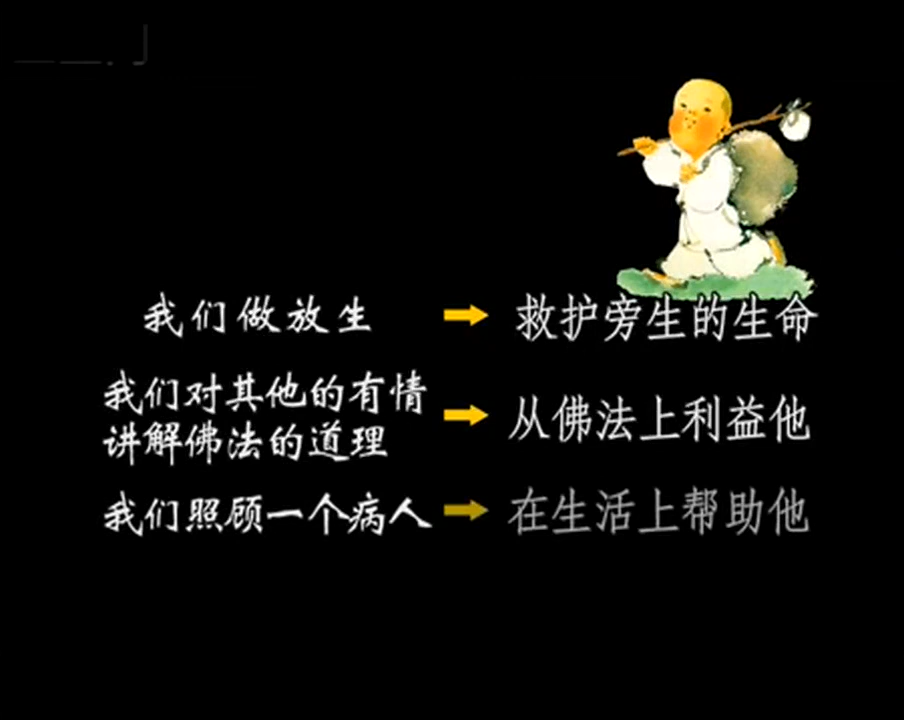 我们做放生
救护旁生的生命
我们对其他的有情
讲解佛法的道理
从佛法上利益他
我们照顾一个病人
在生活上帮助他